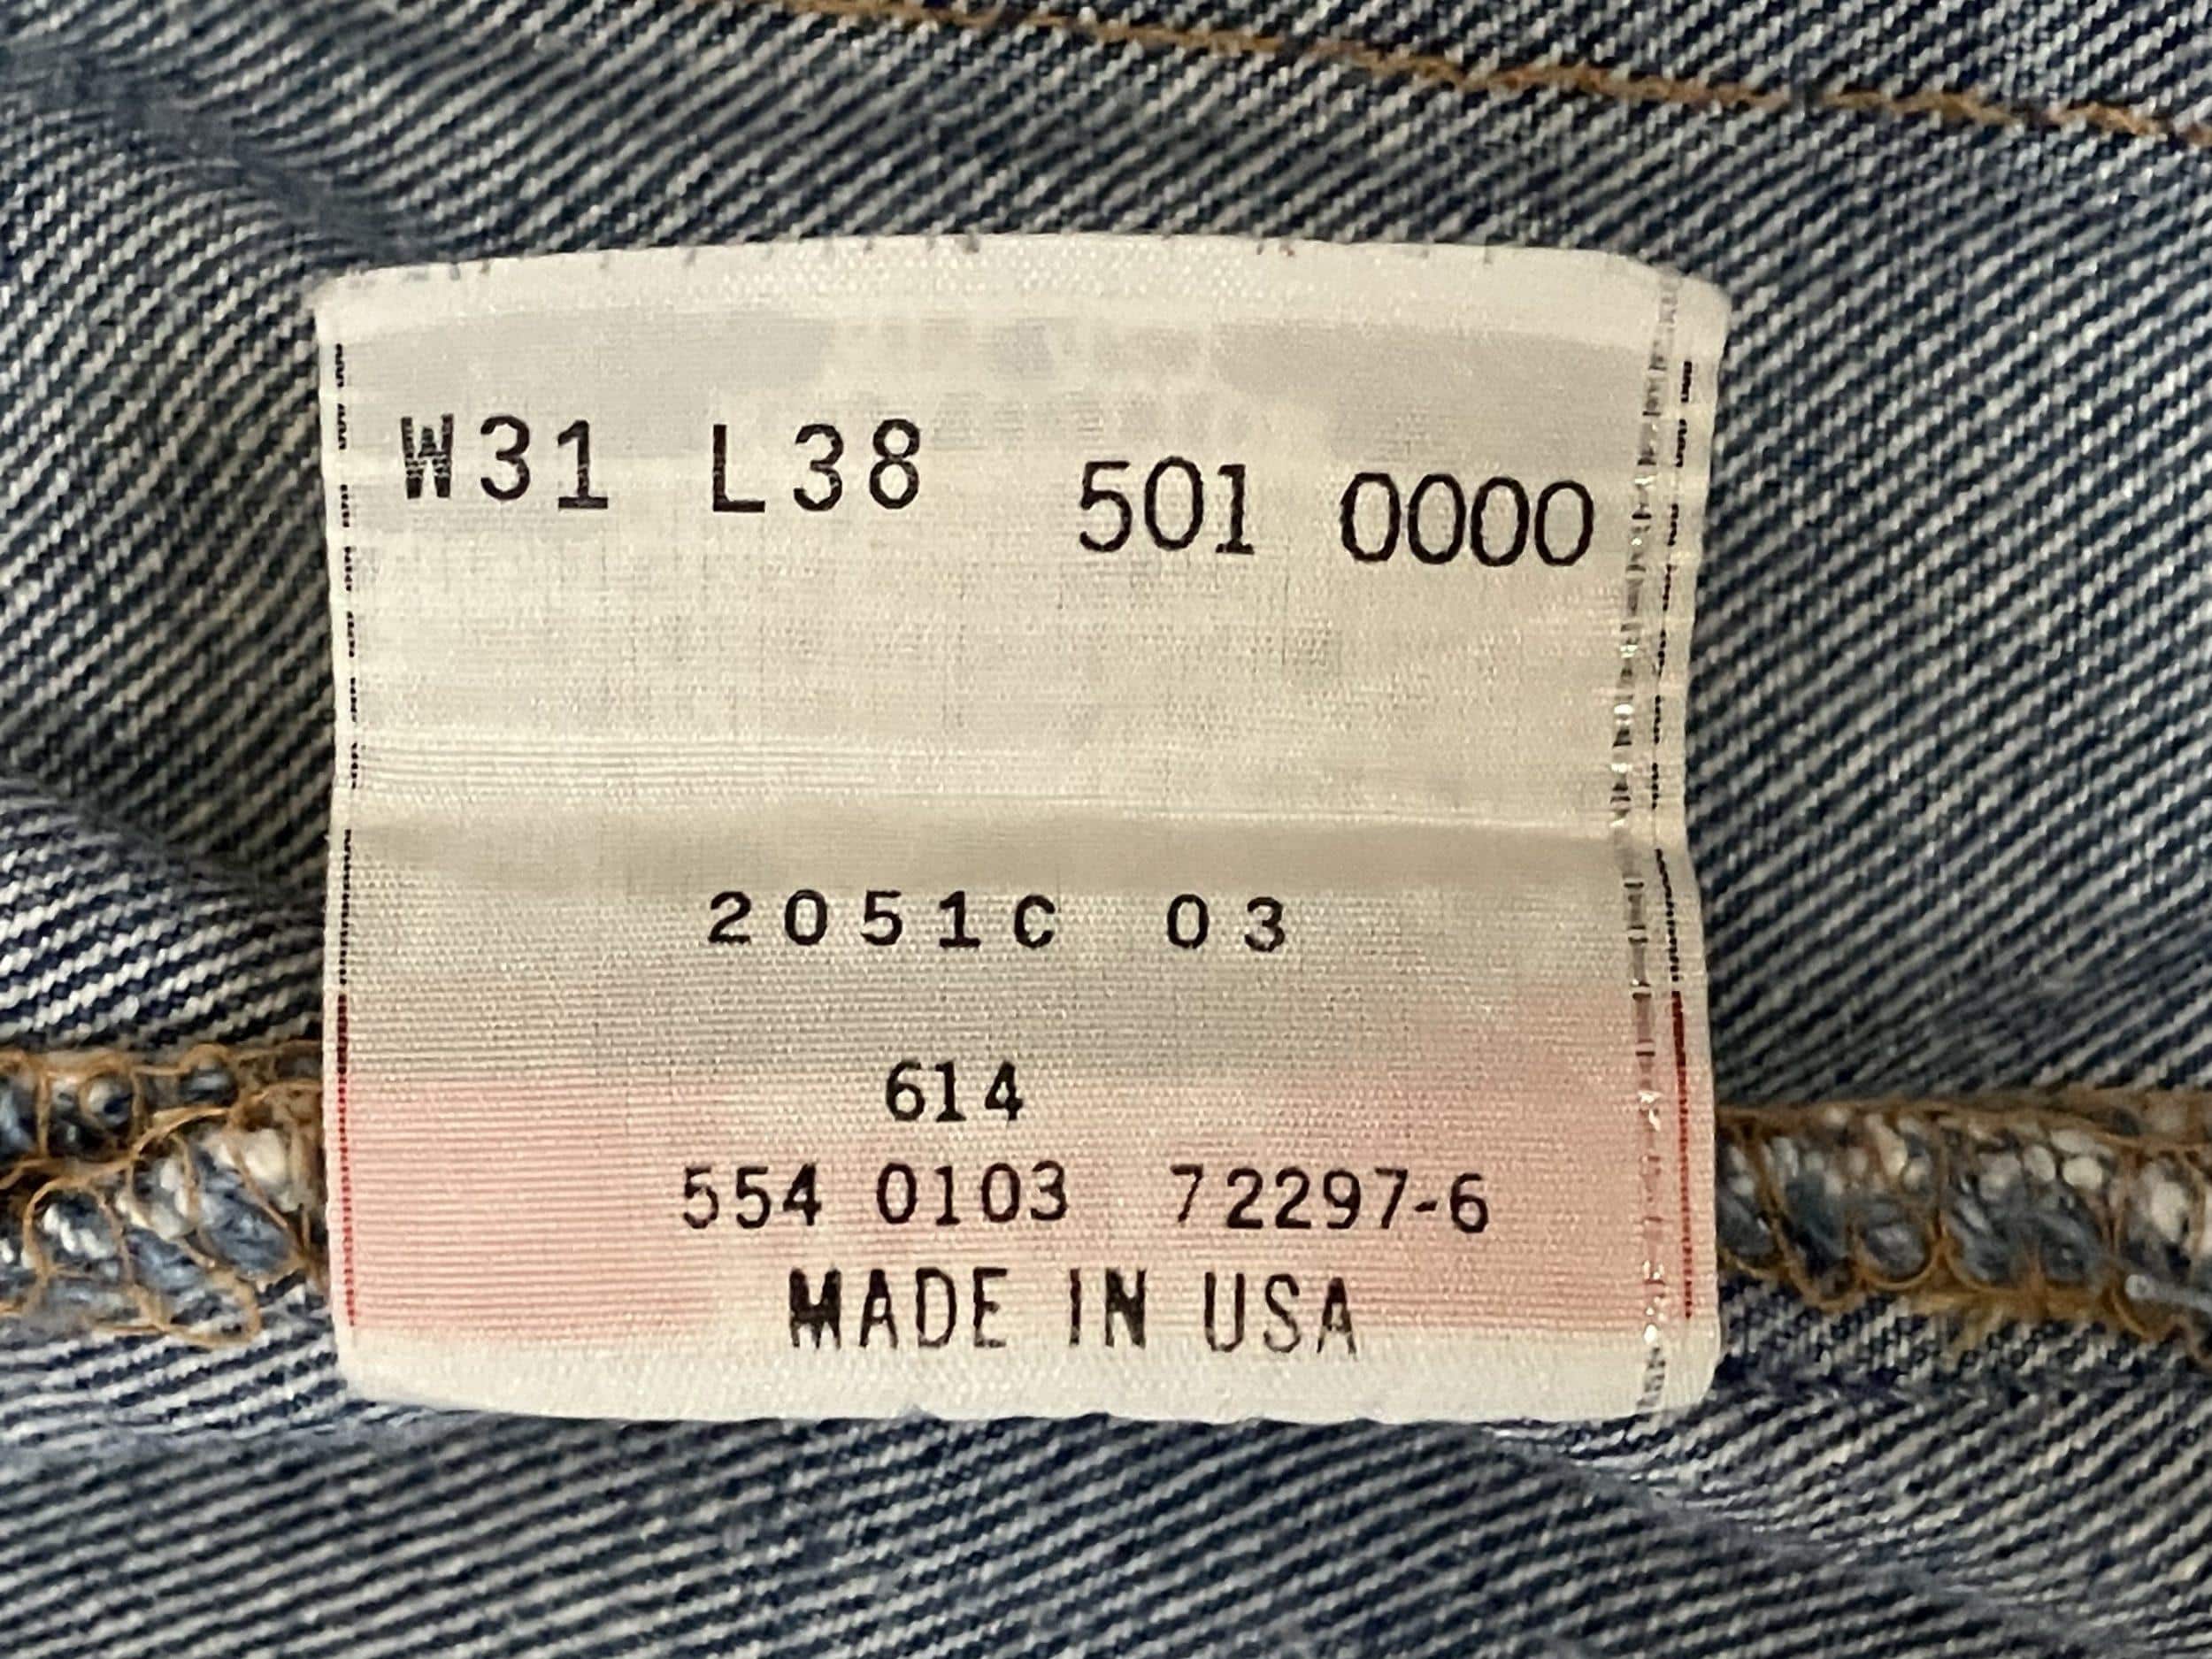 W31 L38 501 0000
2051C 03
614
554 0103 72297-6
MADE IN USA